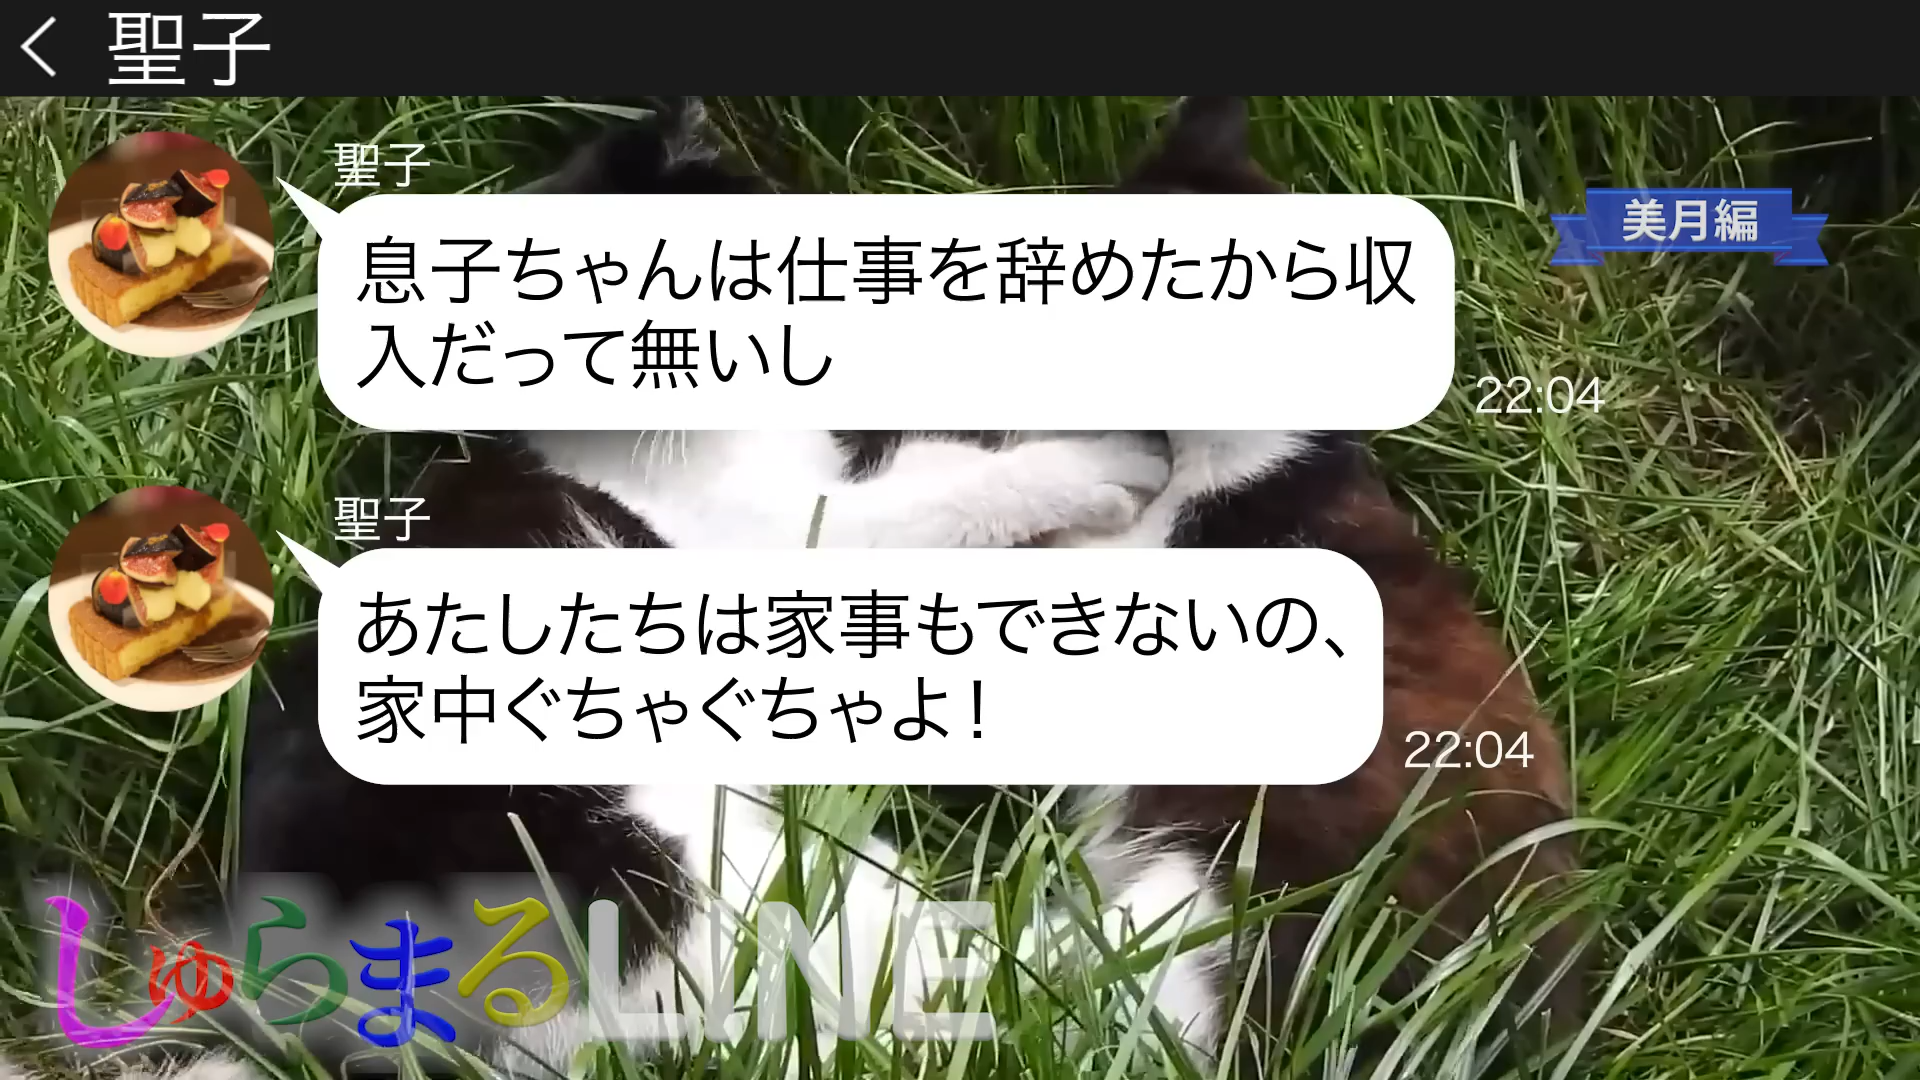 聖子
聖子
美月編
息子ちゃんは仕事を辞めたから収
入だって無いし
22:04
聖子
あたしたちは家事もできないの、
家中ぐちゃぐちゃよ！
22:04
しゅらまるLINE